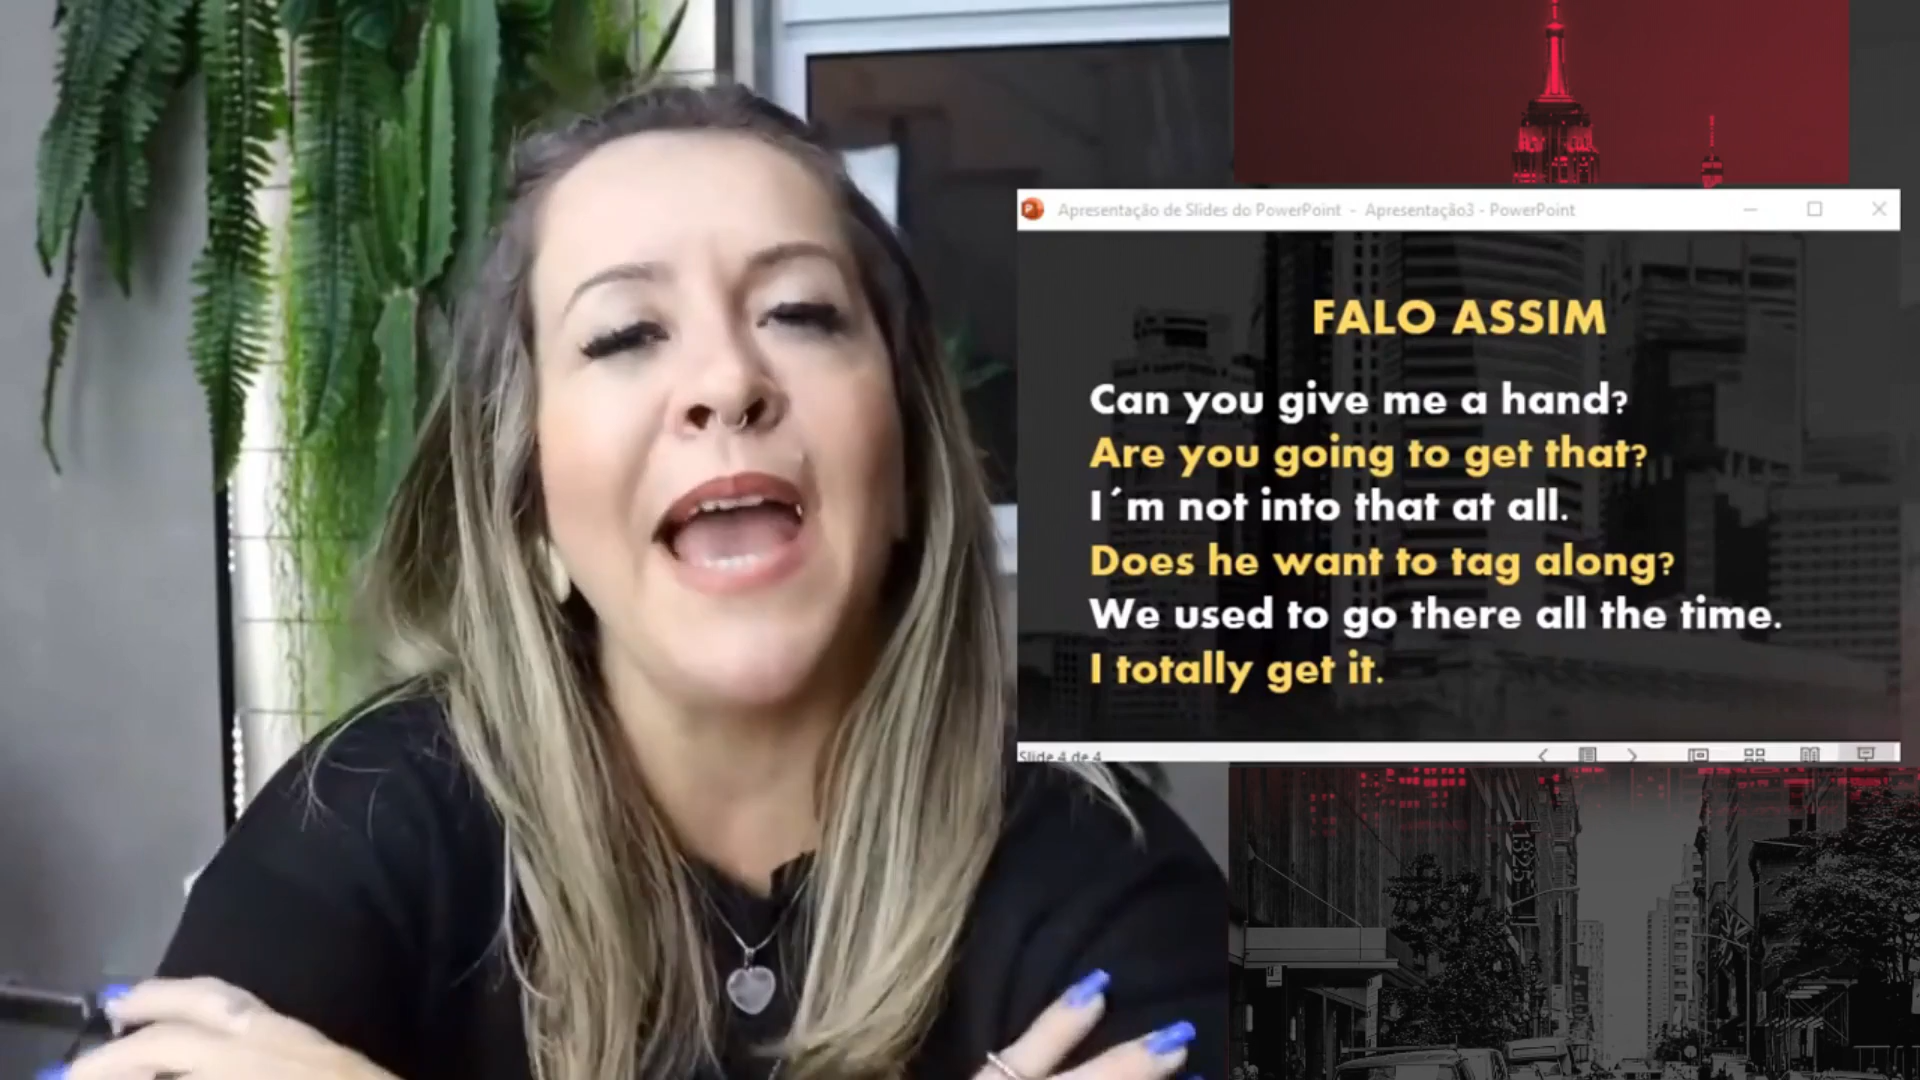 Apresentação de Slides do PowerPoint - Apresentação3 - PowerPoint
FALO ASSIM
Can you give me a hand?
Are you going to get that?
I´m not into that at all.
Does he want to tag along?
We used to go there all the time.
I totally get it.
Slide 4 de 4
1325